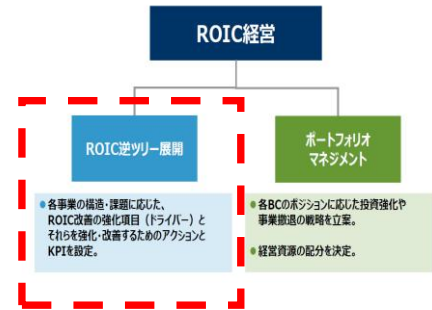 ROIC経営
ROIC逆ツリー展開
ポートフォリオ
マネジメント
● 各事業の構造・課題に応じた、
ROIC改善の強化項目（ドライバー）と
それらを強化・改善するためのアクションと
KPIを設定。
● 各BCのポジションに応じた投資強化や
事業撤退の戦略を立案。
● 経営資源の配分を決定。